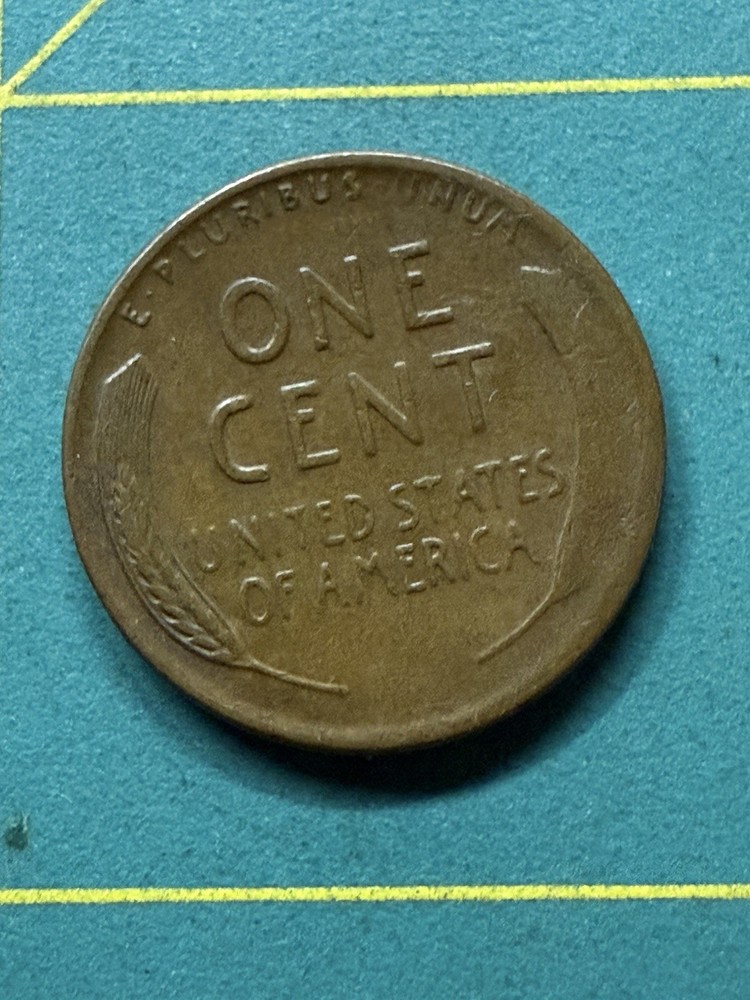 E·PLURIBUS UNUM
ONE
CENT
UNITED STATES
OF AMERICA